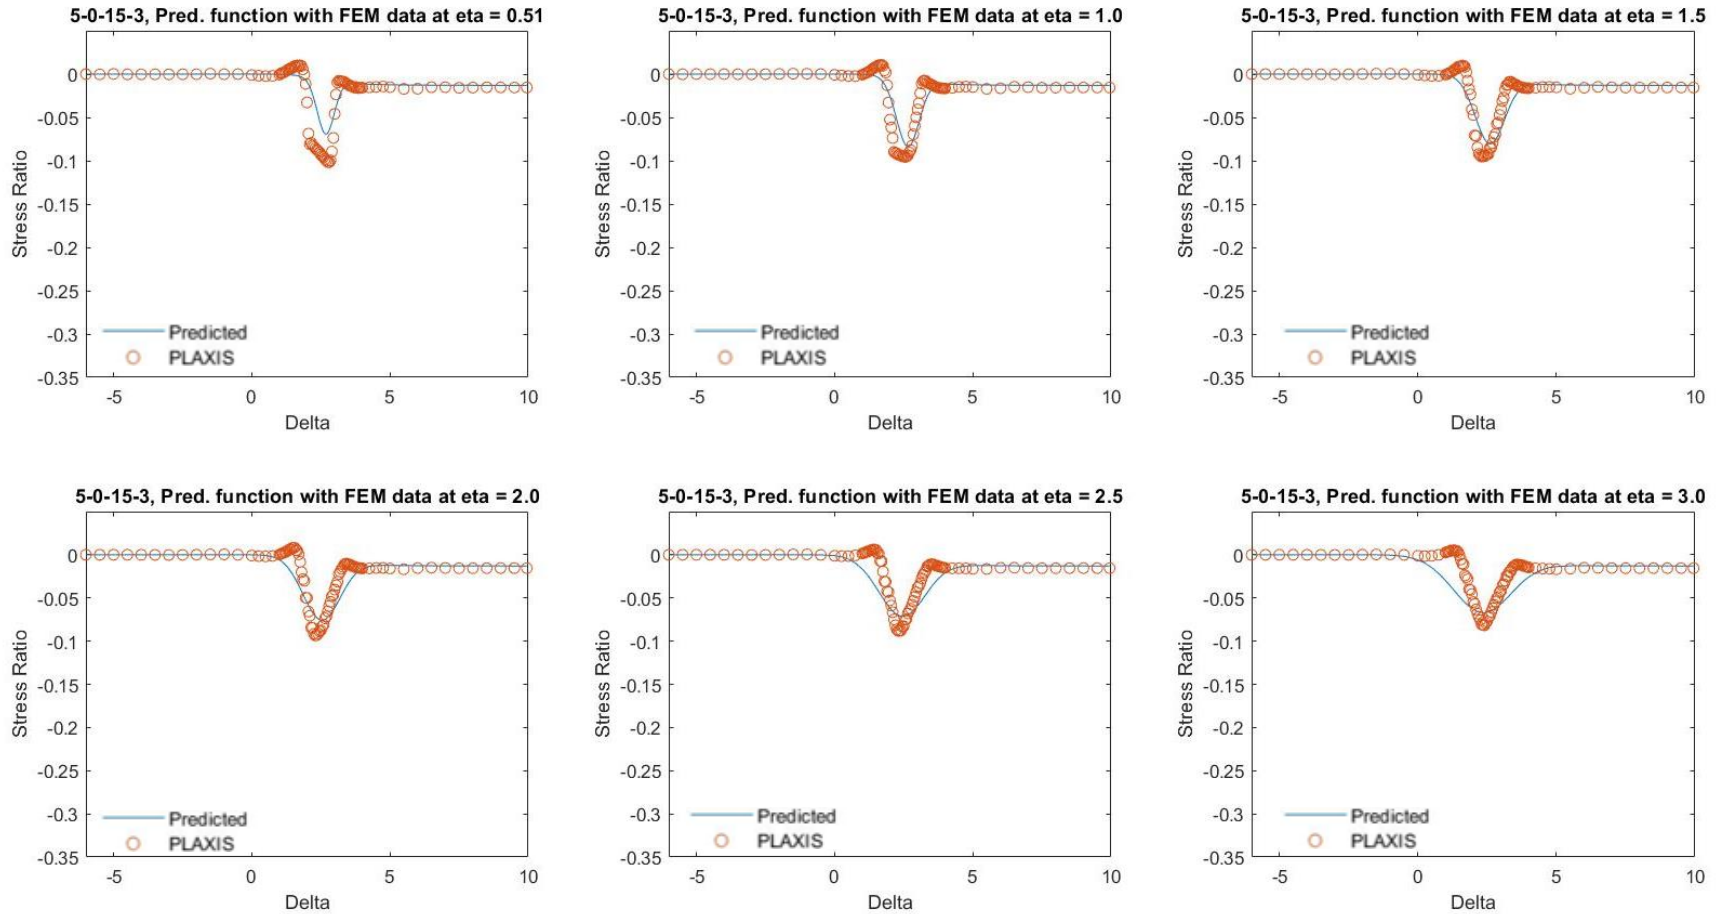 5-0-15-3, Pred. function with FEM data at eta = 0.51
0
-0.05
-0.1
-0.15
-0.2
-0.25
-0.3
-0.35
Stress Ratio
Predicted
PLAXIS
-5
0
5
10
Delta
5-0-15-3, Pred. function with FEM data at eta = 1.0
0
-0.05
-0.1
-0.15
-0.2
-0.25
-0.3
-0.35
Stress Ratio
Predicted
PLAXIS
-5
0
5
10
Delta
5-0-15-3, Pred. function with FEM data at eta = 1.5
0
-0.05
-0.1
-0.15
-0.2
-0.25
-0.3
-0.35
Stress Ratio
Predicted
PLAXIS
-5
0
5
10
Delta
5-0-15-3, Pred. function with FEM data at eta = 2.0
0
-0.05
-0.1
-0.15
-0.2
-0.25
-0.3
-0.35
Stress Ratio
Predicted
PLAXIS
-5
0
5
10
Delta
5-0-15-3, Pred. function with FEM data at eta = 2.5
0
-0.05
-0.1
-0.15
-0.2
-0.25
-0.3
-0.35
Stress Ratio
Predicted
PLAXIS
-5
0
5
10
Delta
5-0-15-3, Pred. function with FEM data at eta = 3.0
0
-0.05
-0.1
-0.15
-0.2
-0.25
-0.3
-0.35
Stress Ratio
Predicted
PLAXIS
-5
0
5
10
Delta